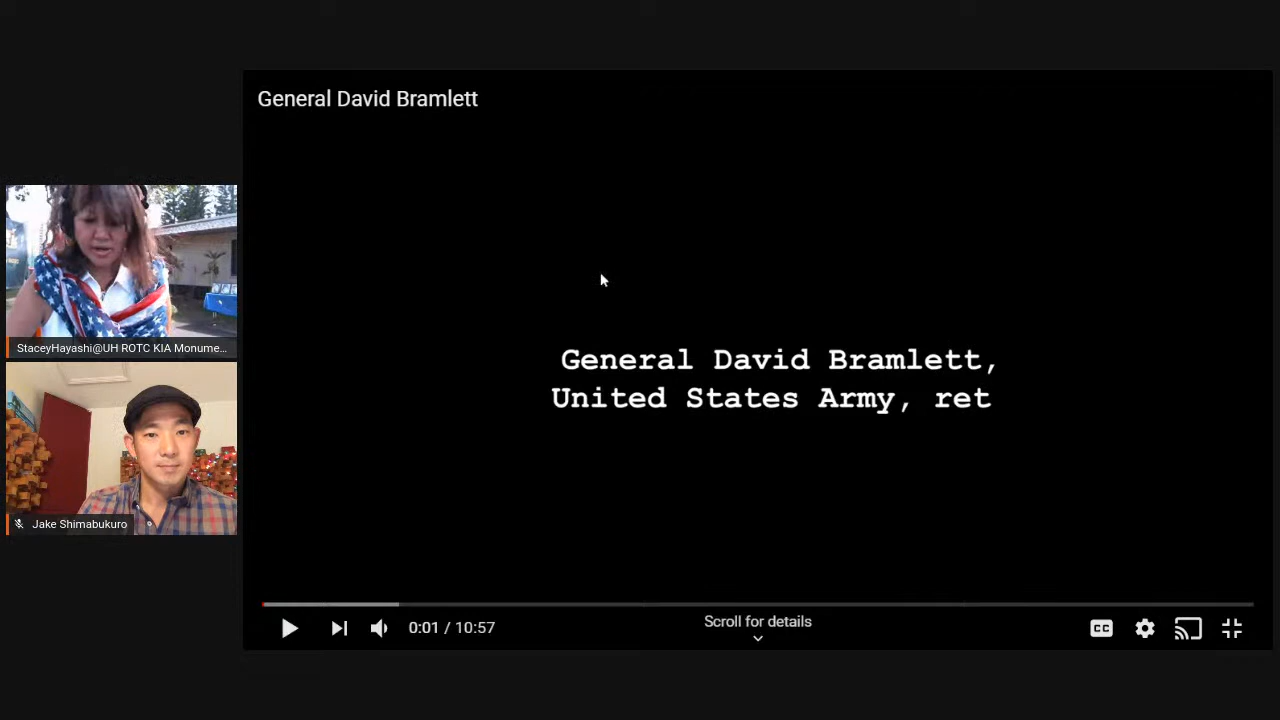 General David Bramlett
StaceyHayashi@UH ROTC KIA Monume...
Jake Shimabukuro
General David Bramlett,
United States Army, ret
0:01 / 10:57
Scroll for details
CC